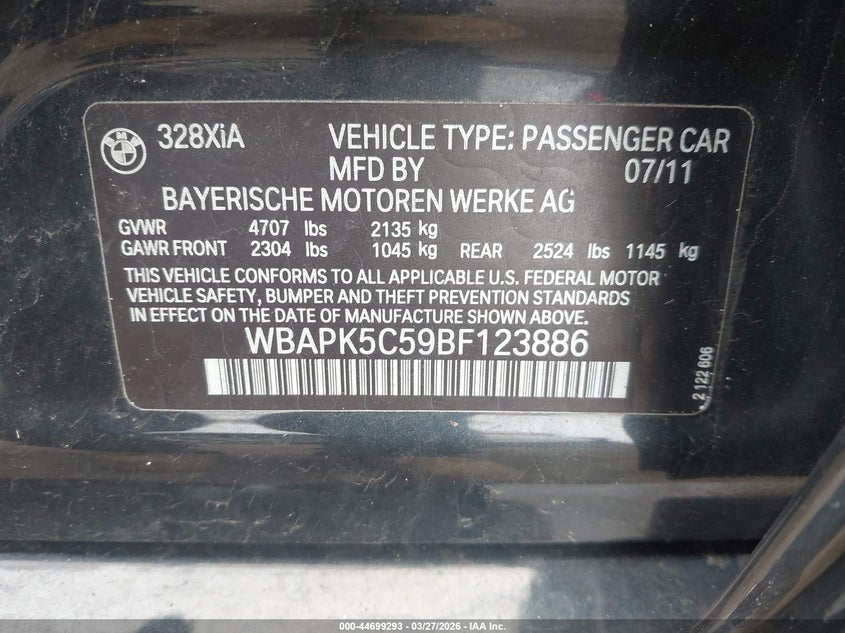 BMW
328XiA VEHICLE TYPE: PASSENGER CAR
MFD BY 07/11
BAYERISCHE MOTOREN WERKE AG
GVWR 4707 lbs 2135 kg
GAWR FRONT 2304 lbs 1045 kg REAR 2524 lbs 1145 kg
THIS VEHICLE CONFORMS TO ALL APPLICABLE U.S. FEDERAL MOTOR
VEHICLE SAFETY, BUMPER AND THEFT PREVENTION STANDARDS
IN EFFECT ON THE DATE OF MANUFACTURE SHOWN ABOVE.
WBAPK5C59BF123886
2 122 606
000-44699293 | 03/27/2026 - IAA Inc.